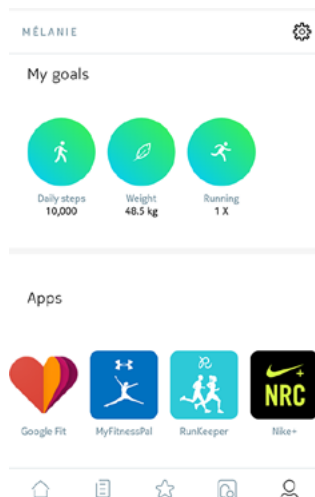 MÉLANIE
My goals
Daily steps
10,000
Weight
48.5 kg
Running
1 X
Apps
NRC
Google Fit
MyFitnessPal
RunKeeper
Nike+